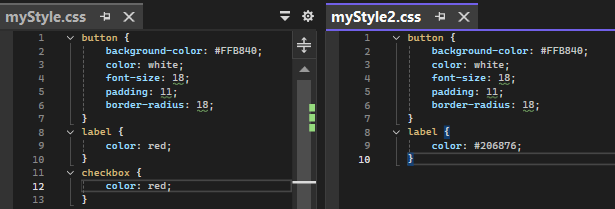 myStyle.css
1 button {
2 background-color: #FFB840;
3 color: white;
4 font-size: 18;
5 padding: 11;
6 border-radius: 18;
7 }
8 label {
9 color: red;
10 }
11 checkbox {
12 color: red;
13 }
myStyle2.css
1 button {
2 background-color: #FFB840;
3 color: white;
4 font-size: 18;
5 padding: 11;
6 border-radius: 18;
7 }
8 label {
9 color: #206876;
10 }